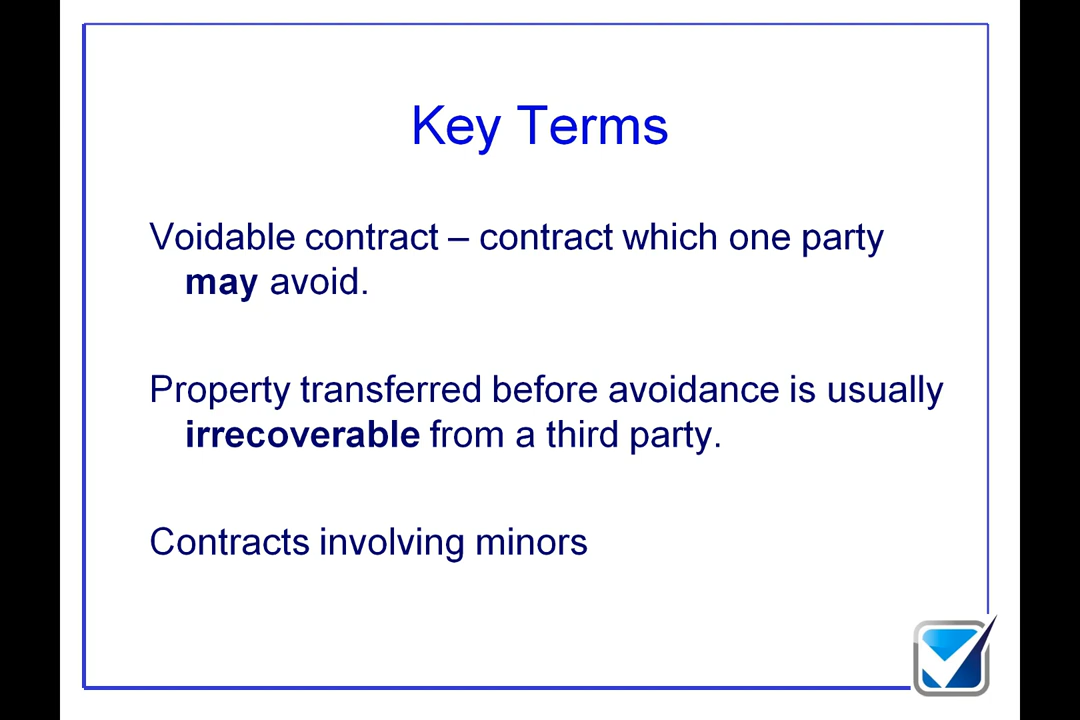 Key Terms
Voidable contract – contract which one party
may avoid.
Property transferred before avoidance is usually
irrecoverable from a third party.
Contracts involving minors